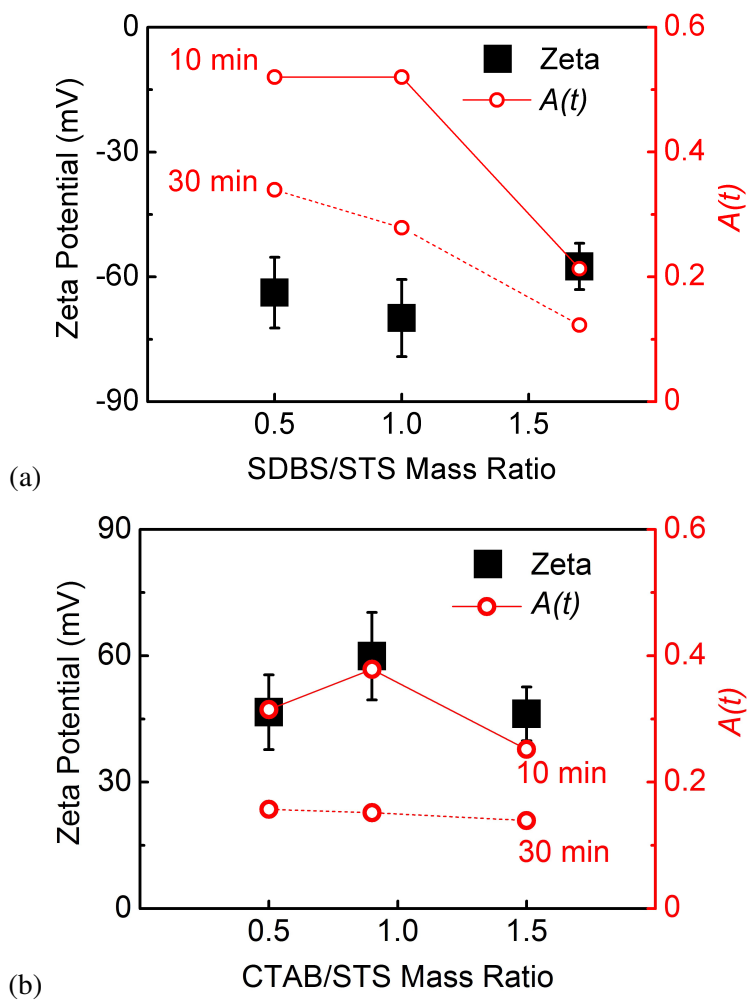 (a)
Zeta Potential (mV)
0
-30
-60
-90
10 min
30 min
Zeta
A(t)
0.6
0.4
0.2
0
A(t)
0.5 1.0 1.5
SDBS/STS Mass Ratio
(b)
Zeta Potential (mV)
90
60
30
0
Zeta
A(t)
10 min
30 min
0.6
0.4
0.2
0
A(t)
0.5 1.0 1.5
CTAB/STS Mass Ratio